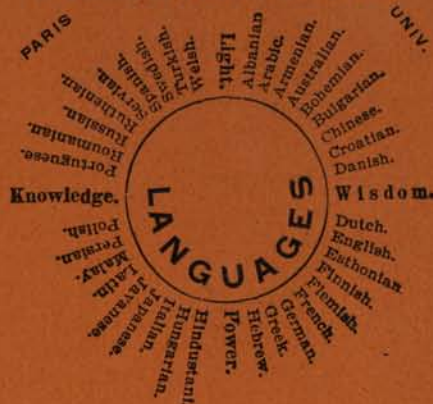 PARIS
UNIV.
Light.
Albanian
Arabic.
Armenian.
Australian.
Bohemian.
Bulgarian.
Chinese.
Croatian.
Danish.
Wisdom.
Dutch.
English.
Esthonian
Finnish.
Flemish.
French.
German.
Greek.
Hebrew.
Power.
Hindustani
Hungarian.
Italian.
Japanese.
Javanese.
Latin.
Malay.
Persian.
Polish.
Knowledge.
Portuguese.
Roumanian.
Russian.
Ruthenian.
Servian.
Spanish.
Swedish.
Turkish.
Welsh.
LANGUAGES